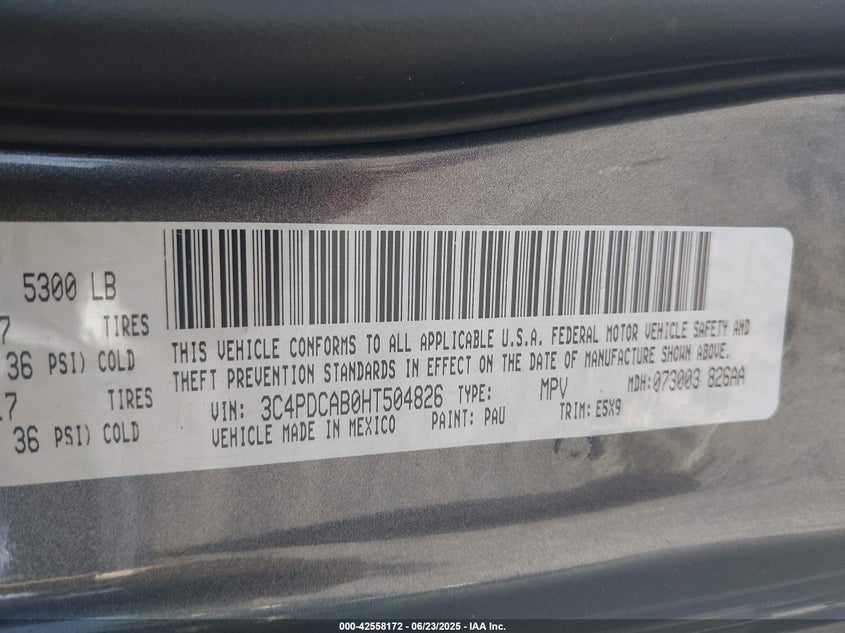 5300 LB
7 TIRES
36 PSI) COLD
.7 TIRES
36 PSI) COLD
THIS VEHICLE CONFORMS TO ALL APPLICABLE U.S.A. FEDERAL MOTOR VEHICLE SAFETY AND
THEFT PREVENTION STANDARDS IN EFFECT ON THE DATE OF MANUFACTURE SHOWN ABOVE.
VIN: 3C4PDCAB0HT504826 TYPE: MPV MDH:073003 826AA
VEHICLE MADE IN MEXICO PAINT: PAU TRIM: E5X9
000-42558172 - 06/23/2025 - IAA Inc.